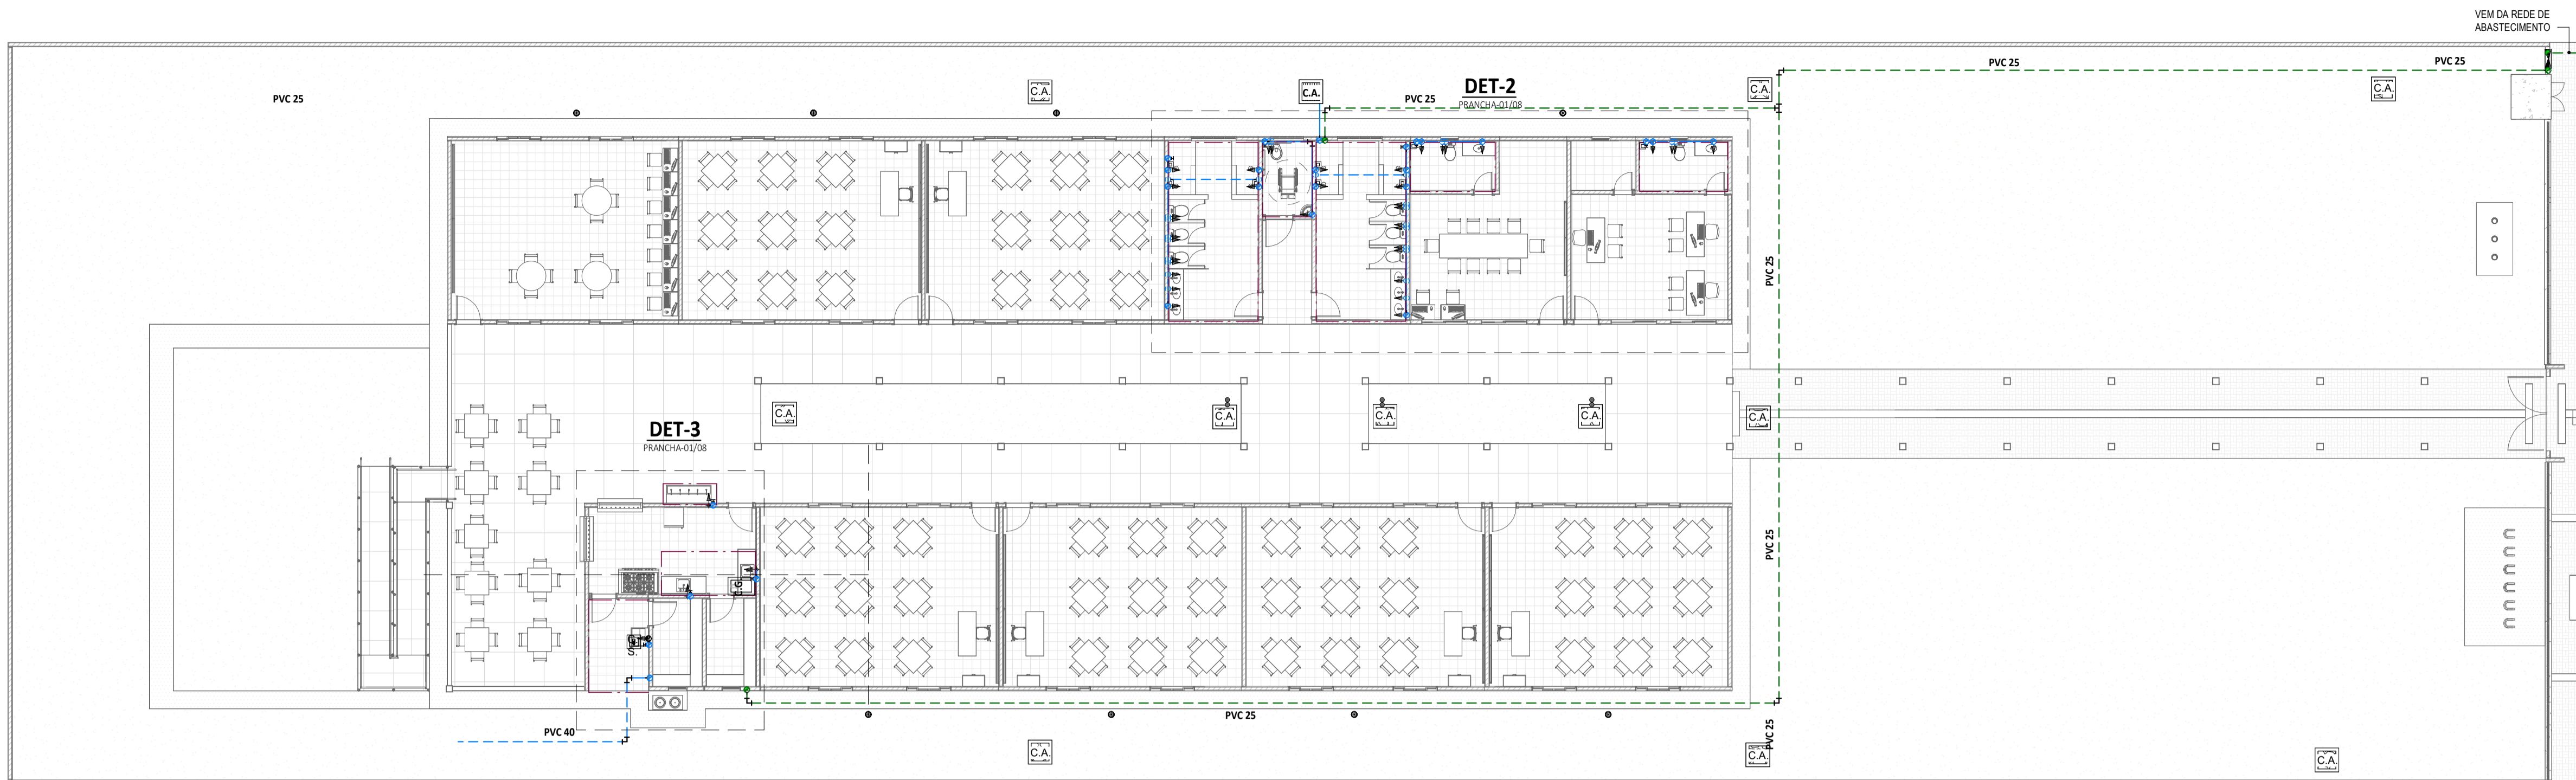 VEM DA REDE DE
ABASTECIMENTO
PVC 25
PVC 25
PVC 25
PVC 25
DET-2
PRANCHA-01/08
C.A.
C.A.
C.A.
C.A.
PVC 25
DET-3
PRANCHA-01/08
C.A.
C.A.
C.A.
C.A.
C.A.
PVC 25
C.G
S.
PVC 25
PVC 40
PVC 25
C.A.
C.A.
C.A.